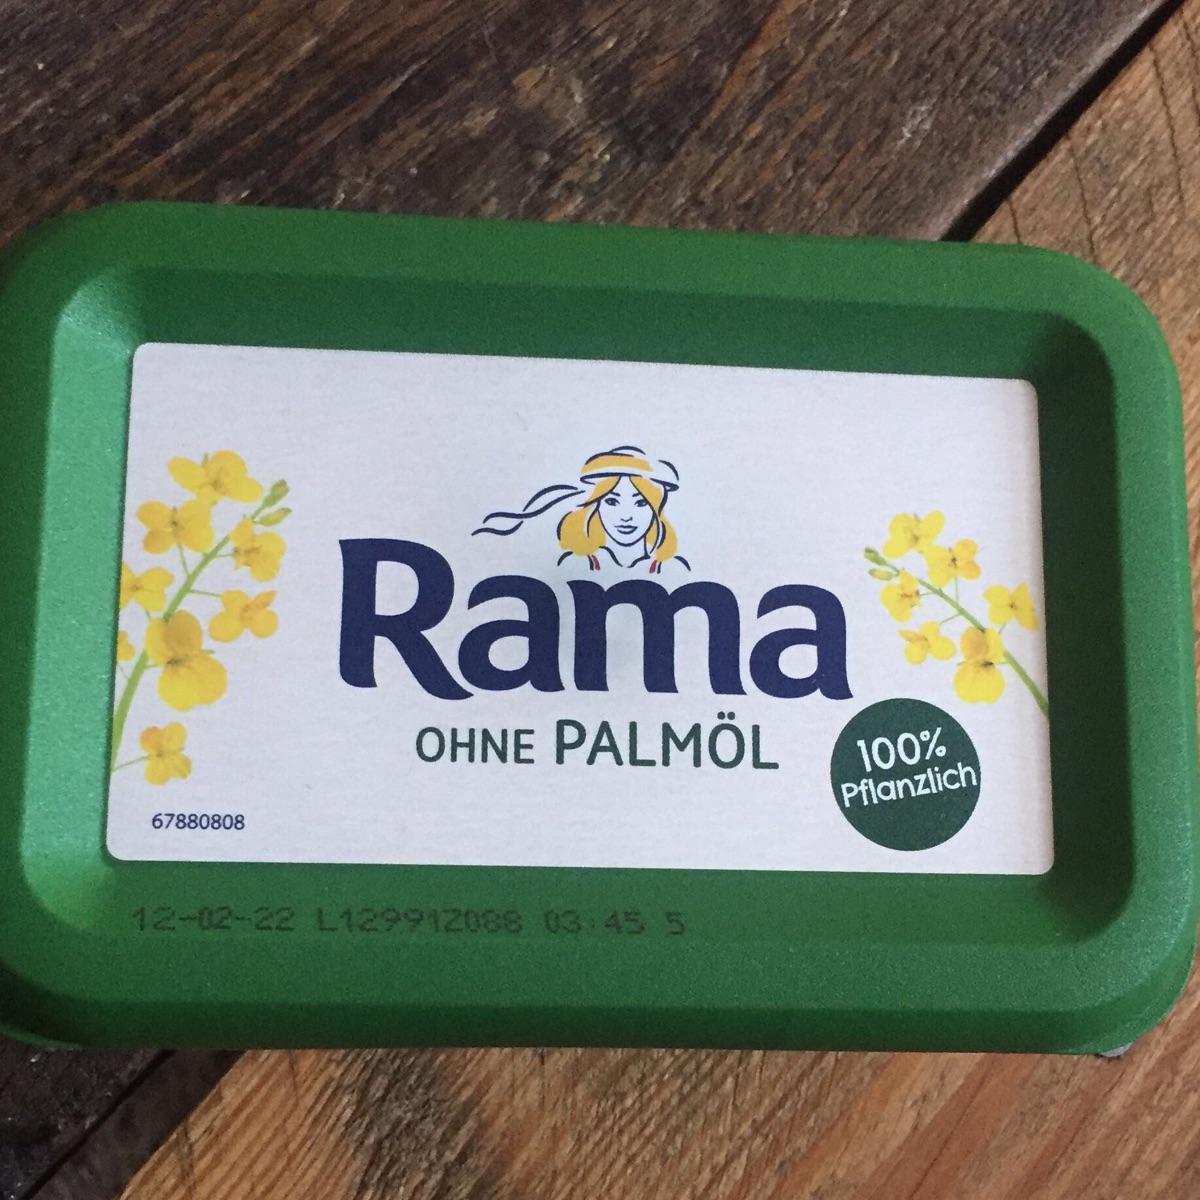 Rama
OHNE PALMÖL
100%
Pflanzlich
67880808
12-02-22 L12991Z088 03:45 5